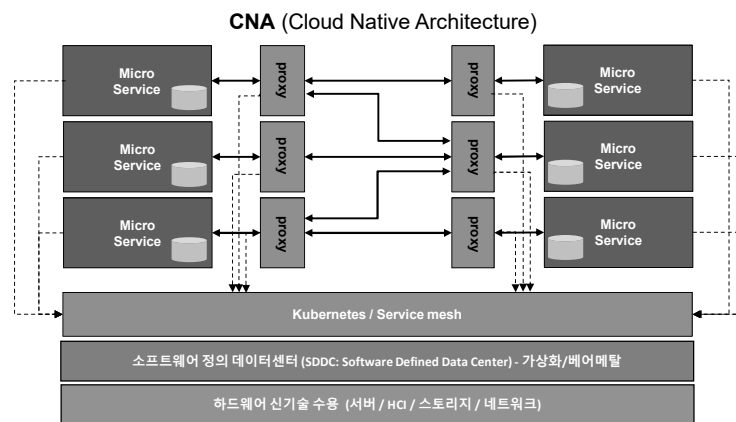 CNA (Cloud Native Architecture)
Micro
Service
proxy
proxy
Micro
Service
Micro
Service
proxy
proxy
Micro
Service
Micro
Service
proxy
proxy
Micro
Service
Kubernetes / Service mesh
소프트웨어 정의 데이터센터 (SDDC: Software Defined Data Center) - 가상화/베어메탈
하드웨어 신기술 수용 (서버 / HCI / 스토리지 / 네트워크)